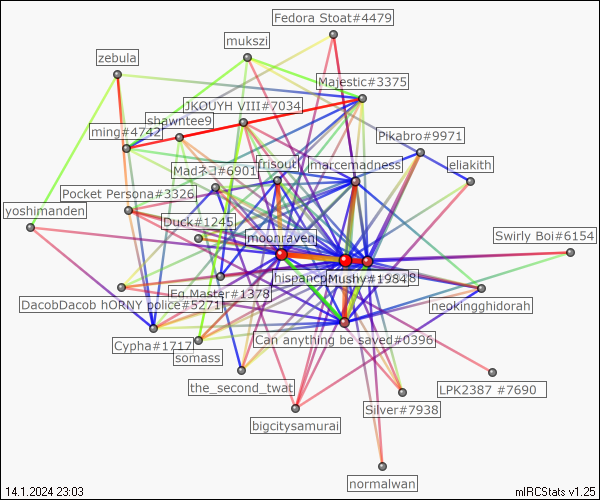 Fedora Stoat#4479
mukszi
zebula
Majestic#3375
JKOUYH VIII#7034
shawntee9
ming#4742
Pikabro#9971
frisout
marcemadness
eliakith
Madネコ#6901
Pocket Persona#3326
yoshimanden
Duck#1245
moonraven
Swirly Boi#6154
hispanc
Mushy#1984
8
Eg Master#1378
DacobDacob hORNY police#5271
neokingghidorah
Can anything be saved#0396
Cypha#1717
somass
the_second_twat
LPK2387 #7690
Silver#7938
bigcitysamurai
normalwan
14.1.2024 23:03
mIRCStats v1.25